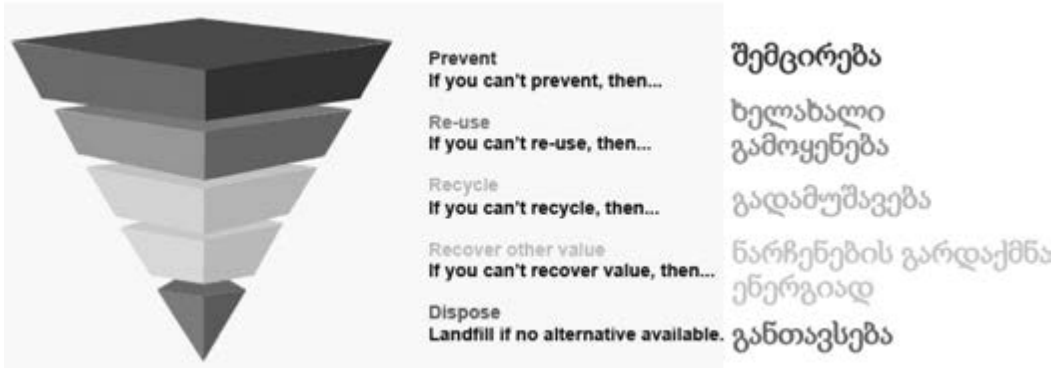 Prevent
If you can't prevent, then...
Re-use
If you can't re-use, then...
Recycle
If you can't recycle, then...
Recover other value
If you can't recover value, then...
Dispose
Landfill if no alternative available.
შემცირება
ხელახალი
გამოყენება
გადამუშავება
ნარჩენების გარდაქმნა
ენერგიად
განთავსება